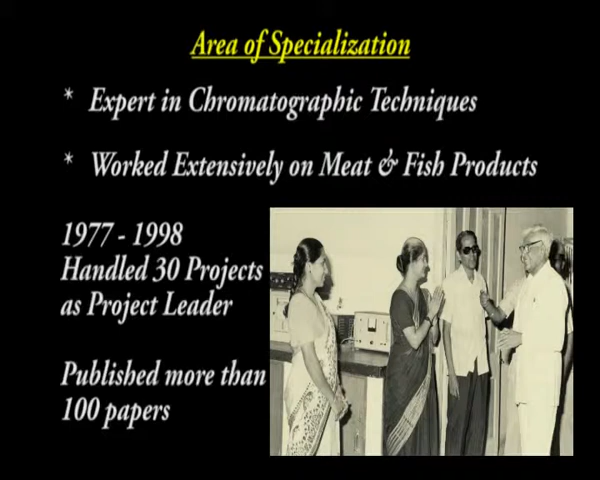 Area of Specialization
* Expert in Chromatographic Techniques
* Worked Extensively on Meat & Fish Products
1977 - 1998
Handled 30 Projects
as Project Leader
Published more than
100 papers